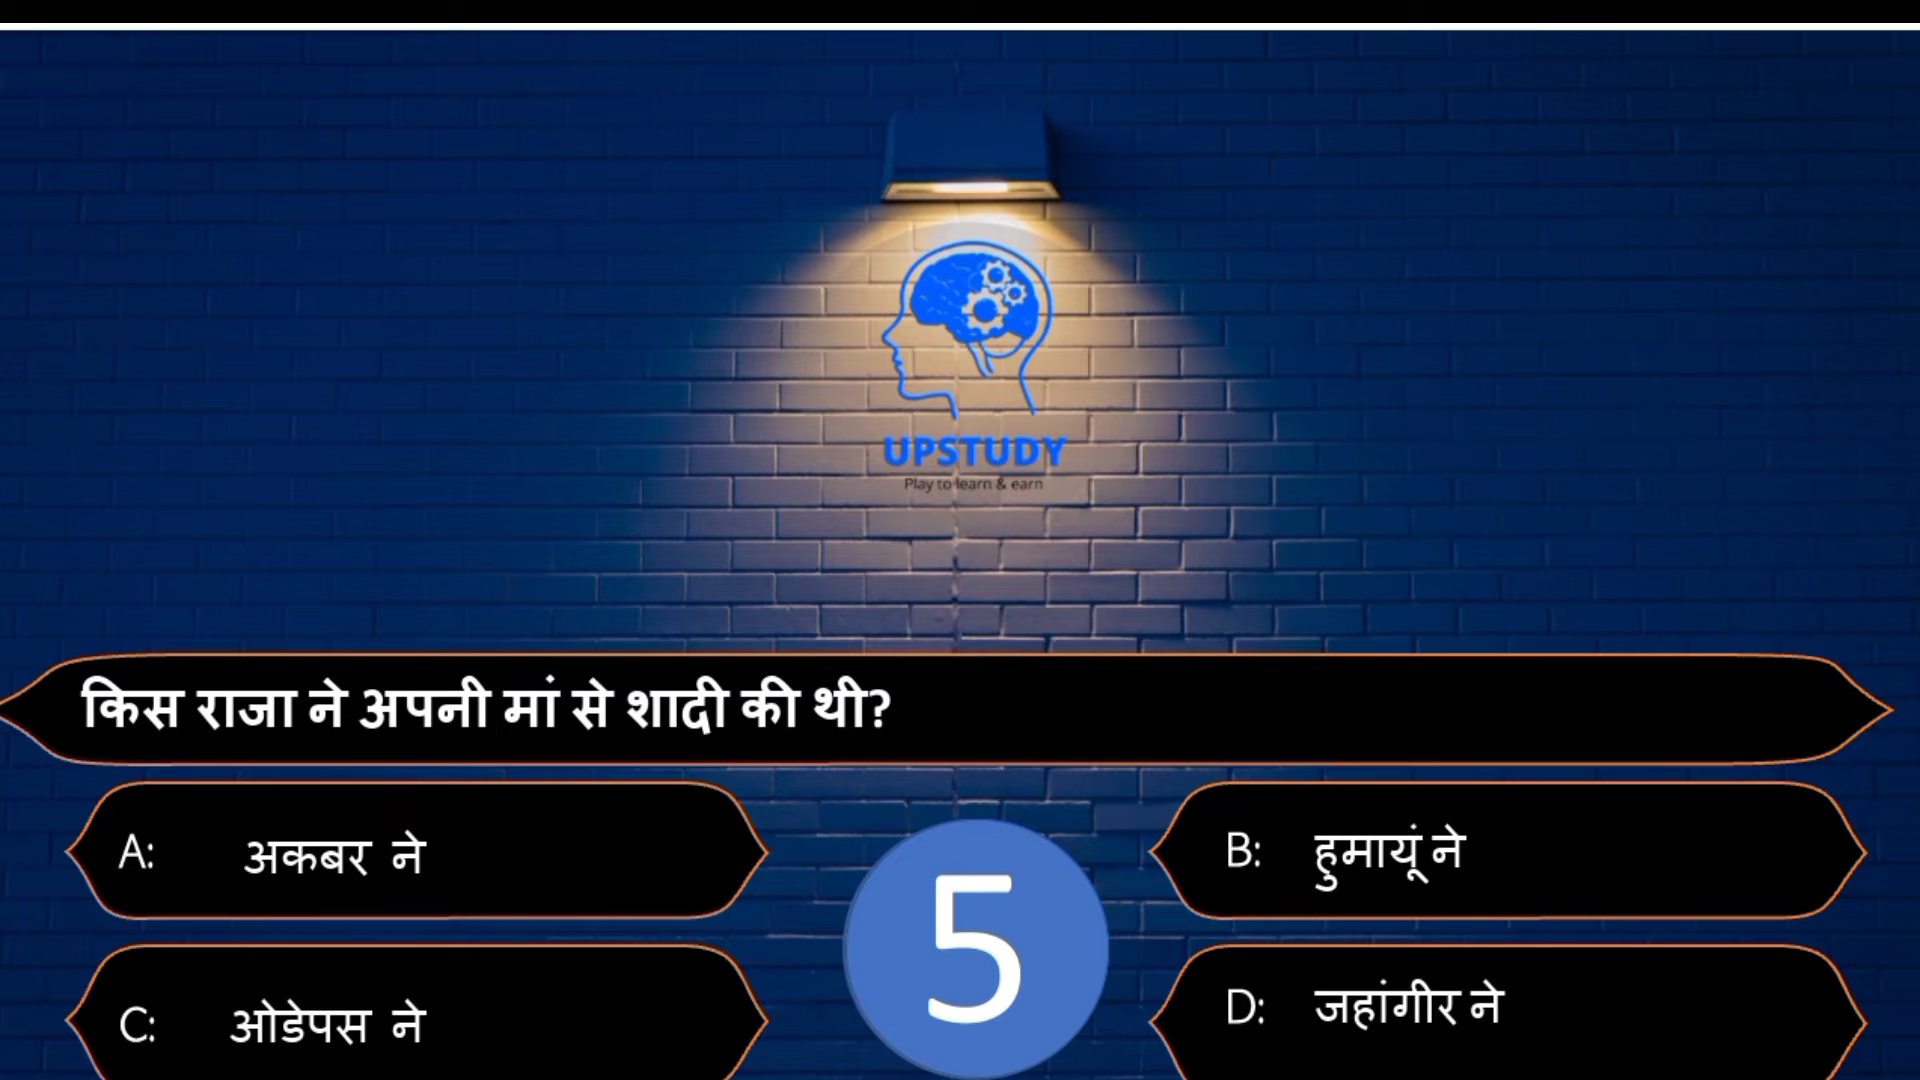 UPSTUDY
Play to learn & earn
किस राजा ने अपनी मां से शादी की थी?
A: अकबर ने
B: हुमायूं ने
5
C: ओडेपस ने
D: जहांगीर ने